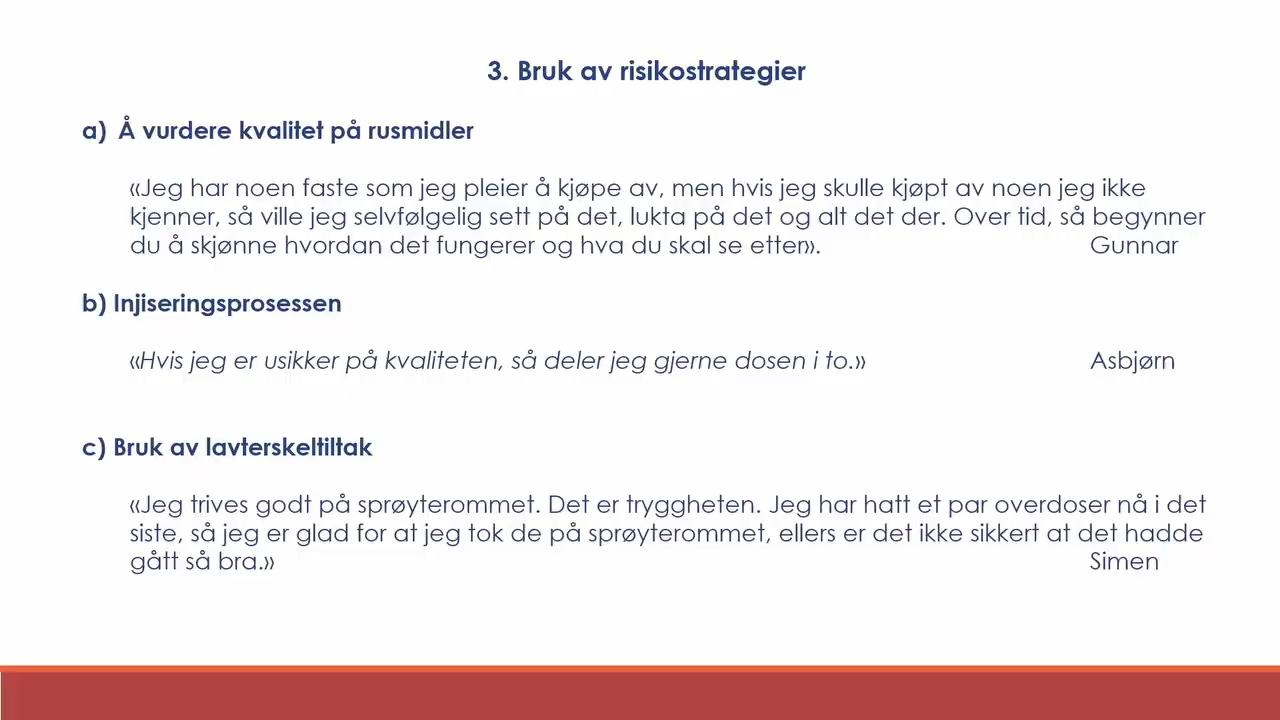 3. Bruk av risikostrategier
a) Å vurdere kvalitet på rusmidler
«Jeg har noen faste som jeg pleier å kjøpe av, men hvis jeg skulle kjøpt av noen jeg ikke
kjenner, så ville jeg selvfølgelig sett på det, lukta på det og alt det der. Over tid, så begynner
du å skjønne hvordan det fungerer og hva du skal se etter». Gunnar
b) Injiseringsprosessen
«Hvis jeg er usikker på kvaliteten, så deler jeg gjerne dosen i to.» Asbjørn
c) Bruk av lavterskeltiltak
«Jeg trives godt på sprøyterommet. Det er tryggheten. Jeg har hatt et par overdoser nå i det
siste, så jeg er glad for at jeg tok de på sprøyterommet, ellers er det ikke sikkert at det hadde
gått så bra.» Simen